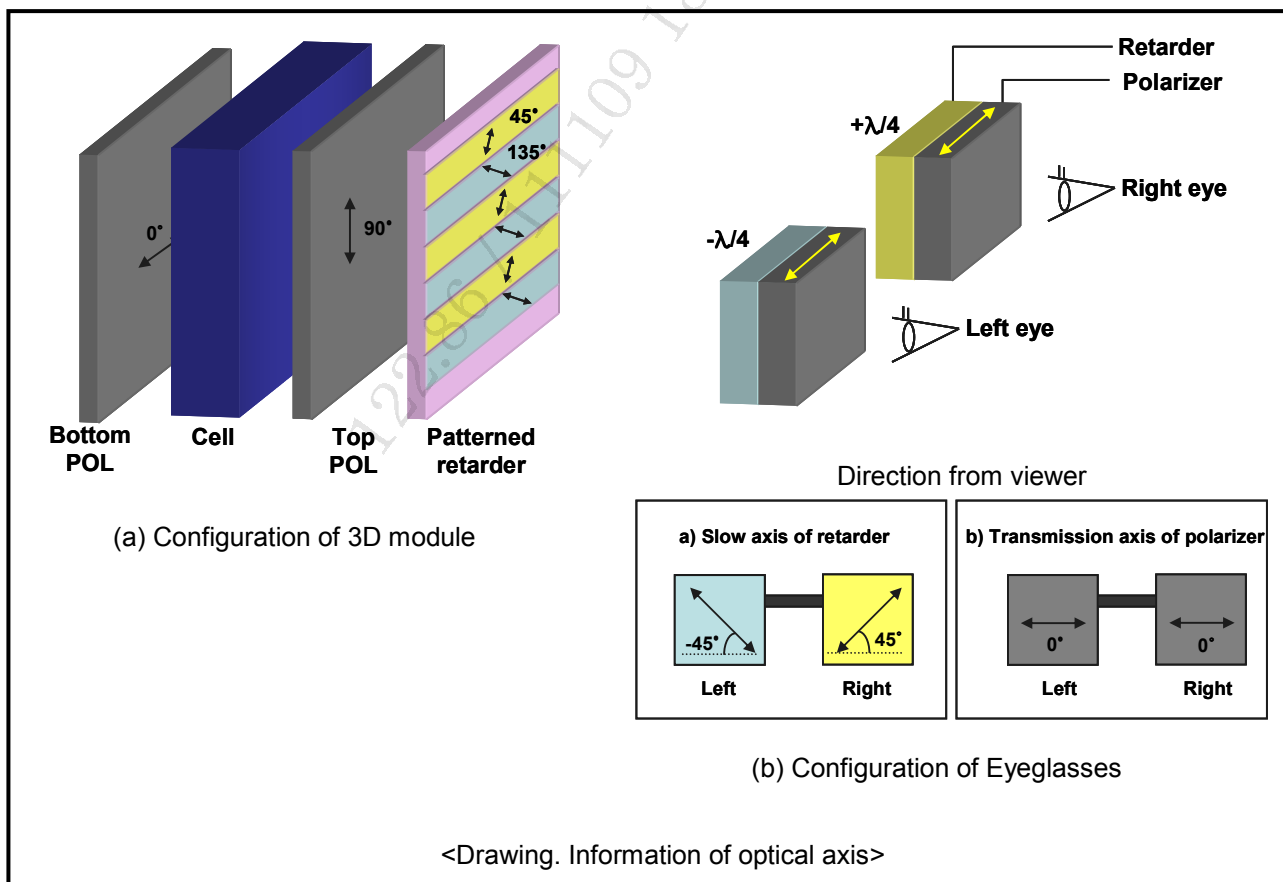 Retarder
Polarizer
+λ/4
Right eye
-λ/4
Left eye
45°
135°
0°
90°
Bottom
POL
Cell
Top
POL
Patterned
retarder
(a) Configuration of 3D module
Direction from viewer
a) Slow axis of retarder
-45°
45°
Left
Right
b) Transmission axis of polarizer
0°
0°
Left
Right
(b) Configuration of Eyeglasses
<Drawing. Information of optical axis>